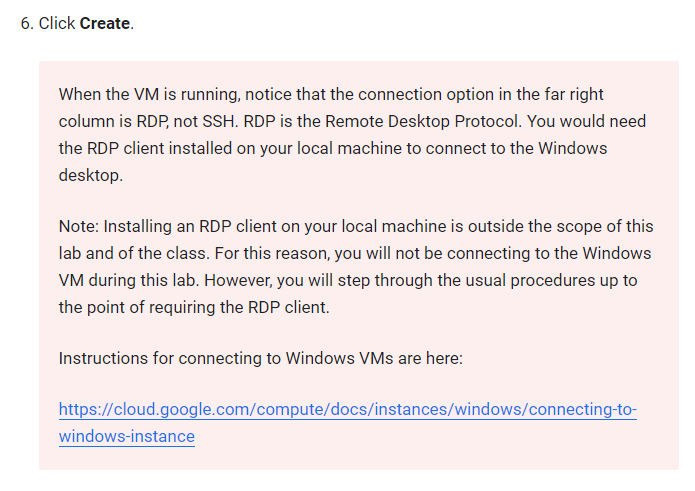 6. Click Create.
When the VM is running, notice that the connection option in the far right
column is RDP, not SSH. RDP is the Remote Desktop Protocol. You would need
the RDP client installed on your local machine to connect to the Windows
desktop.
Note: Installing an RDP client on your local machine is outside the scope of this
lab and of the class. For this reason, you will not be connecting to the Windows
VM during this lab. However, you will step through the usual procedures up to
the point of requiring the RDP client.
Instructions for connecting to Windows VMs are here:
https://cloud.google.com/compute/docs/instances/windows/connecting-to-
windows-instance